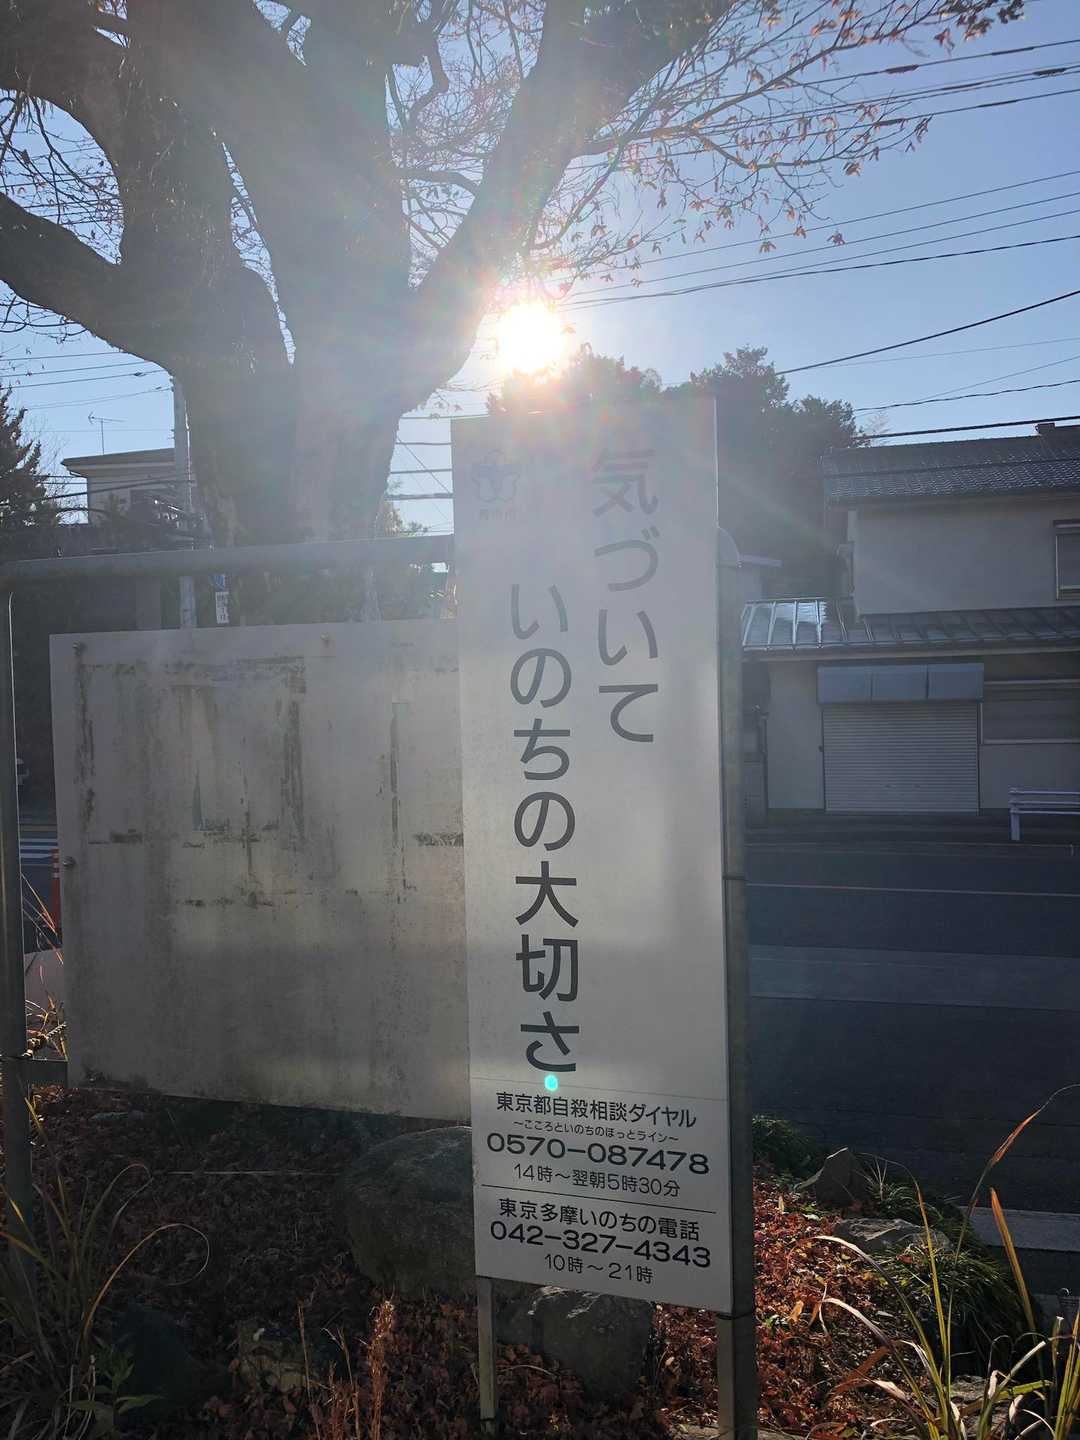 気づいて
いのちの大切さ
東京都自殺相談ダイヤル
〜こころといのちのほっとライン〜
0570−087478
14時〜翌朝5時30分
東京多摩いのちの電話
042−327−4343
10時〜21時